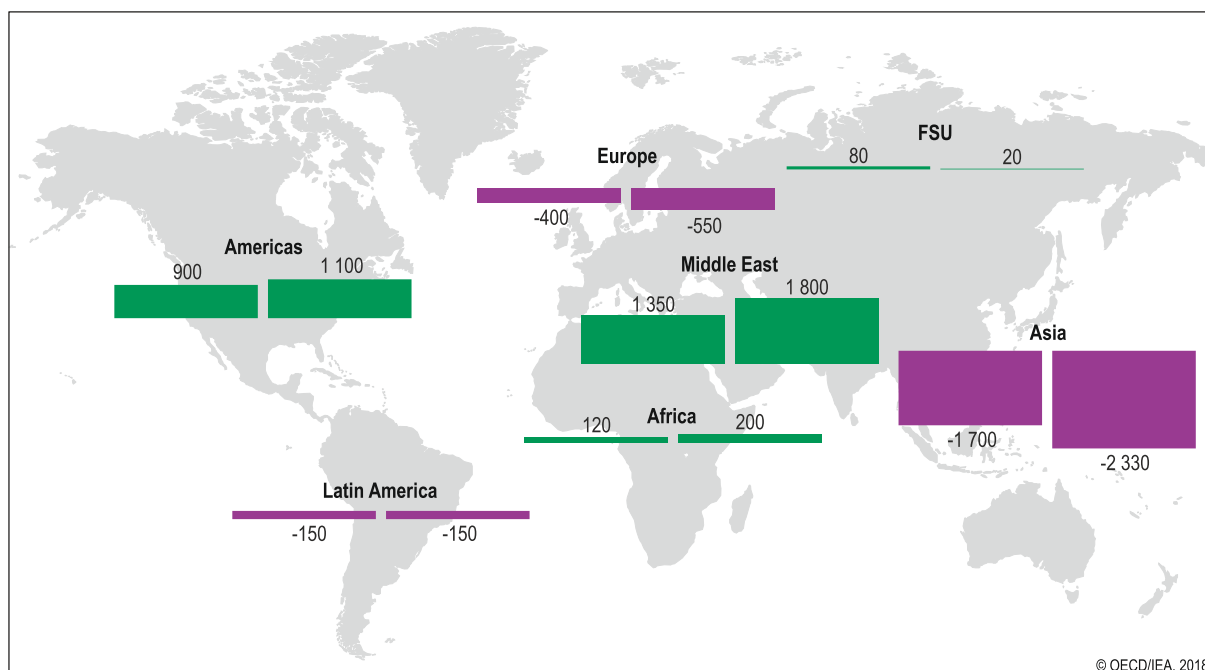 FSU
80
20
Europe
-400
-550
Americas
900
1 100
Middle East
1 350
1 800
Asia
-1 700
-2 330
Africa
120
200
Latin America
-150
-150
© OECD/IEA, 2018